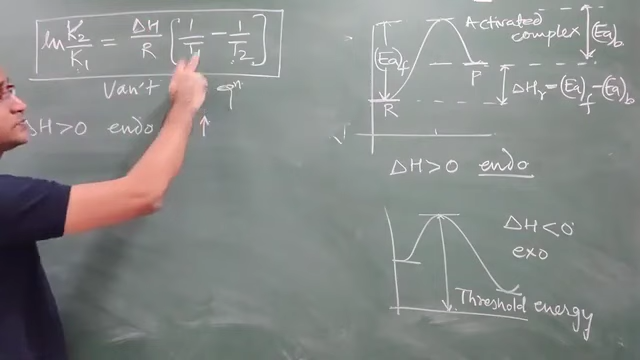 ln K₂/K₁ = ΔH/R [1/T₁ - 1/T₂]
Van't
ΔH>0 endo ↑
Activated
complex
(Ea)f
(Ea)b
P
R
ΔHr = (Ea)f - (Ea)b
ΔH>0 endo
ΔH<0
exo
Threshold energy